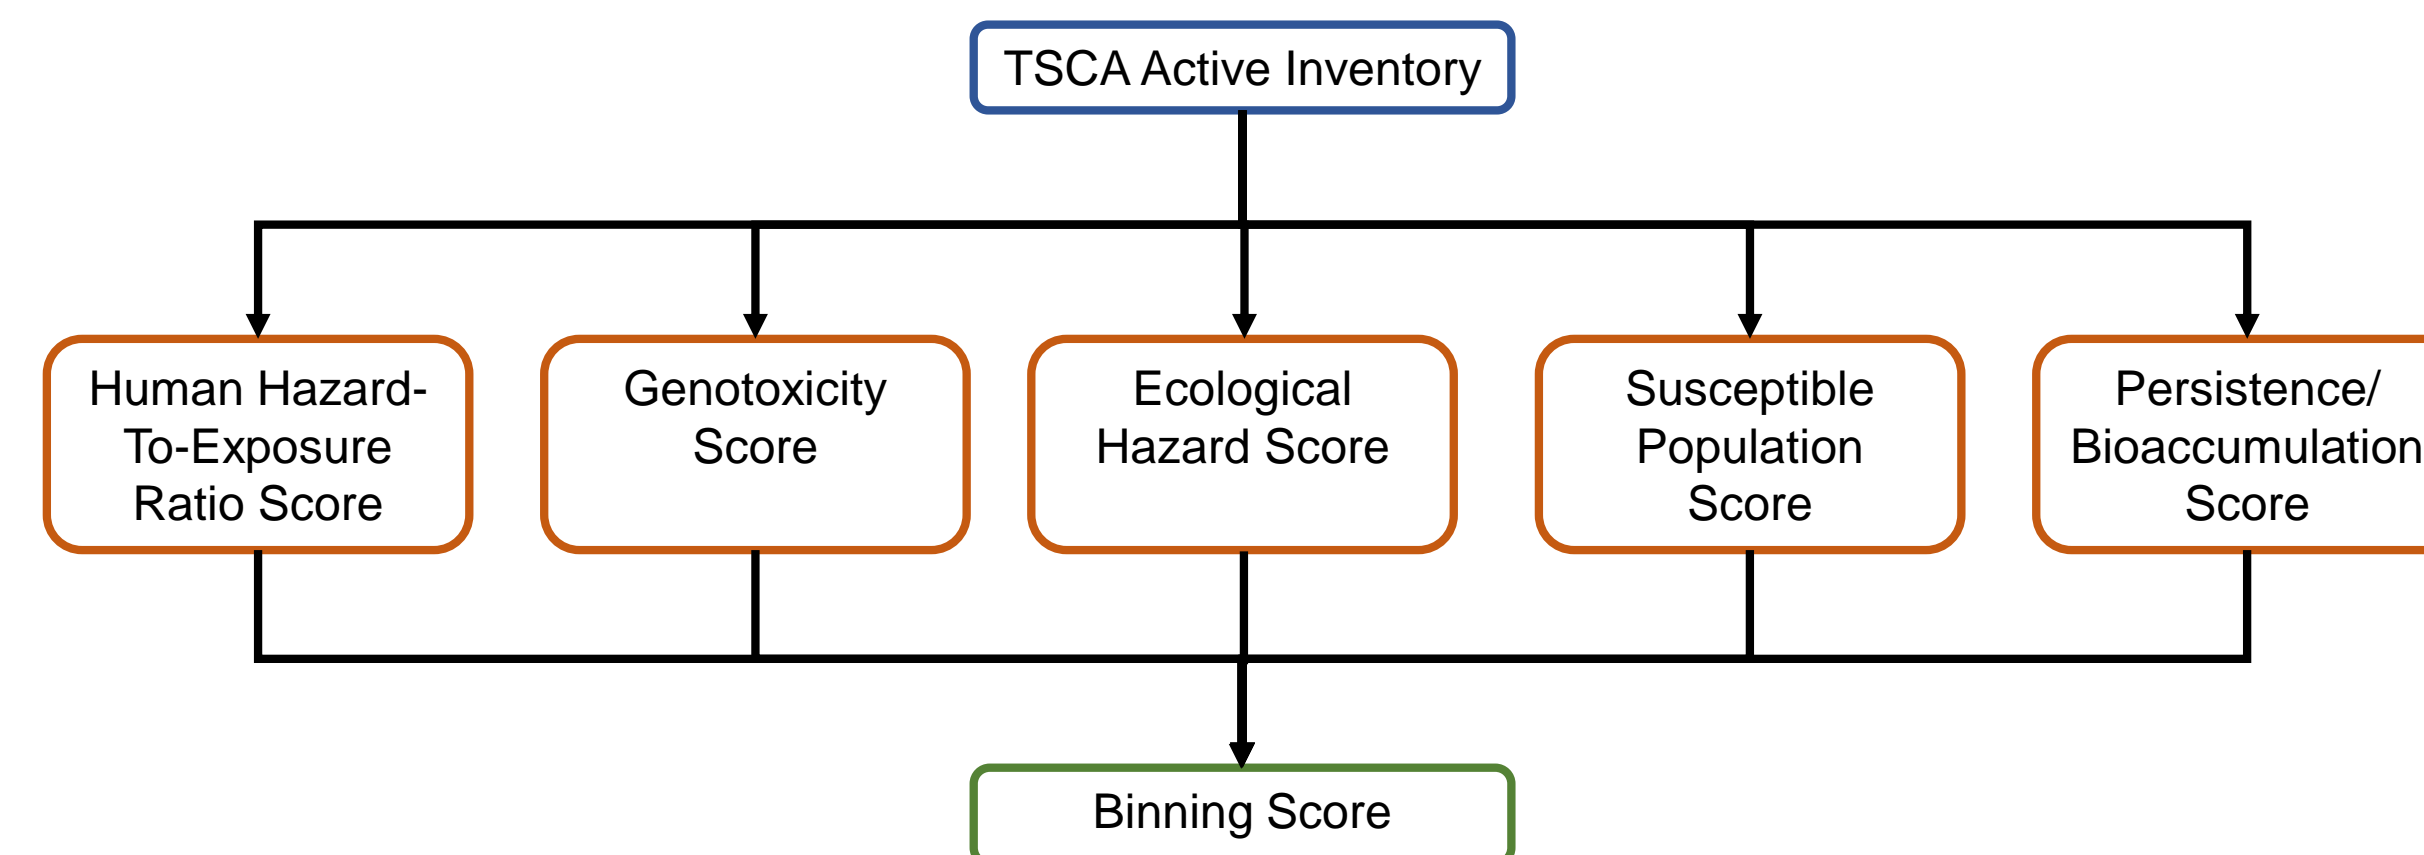 TSCA Active Inventory
Human Hazard-
To-Exposure
Ratio Score
Genotoxicity
Score
Ecological
Hazard Score
Susceptible
Population
Score
Persistence/
Bioaccumulation
Score
Binning Score